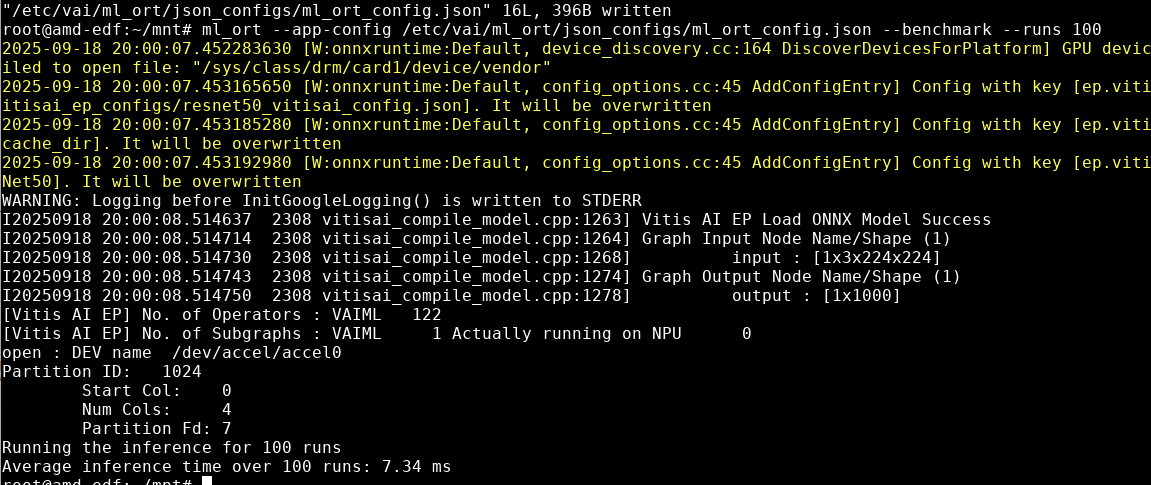 "/etc/vai/ml_ort/json_configs/ml_ort_config.json" 16L, 396B written
root@amd-edf:~/mnt# ml_ort --app-config /etc/vai/ml_ort/json_configs/ml_ort_config.json --benchmark --runs 100
2025-09-18 20:00:07.452283630 [W:onnxruntime:Default, device_discovery.cc:164 DiscoverDevicesForPlatform] GPU devic
iled to open file: "/sys/class/drm/card1/device/vendor"
2025-09-18 20:00:07.453165650 [W:onnxruntime:Default, config_options.cc:45 AddConfigEntry] Config with key [ep.viti
itisai_ep_configs/resnet50_vitisai_config.json]. It will be overwritten
2025-09-18 20:00:07.453185280 [W:onnxruntime:Default, config_options.cc:45 AddConfigEntry] Config with key [ep.viti
cache_dir]. It will be overwritten
2025-09-18 20:00:07.453192980 [W:onnxruntime:Default, config_options.cc:45 AddConfigEntry] Config with key [ep.viti
Net50]. It will be overwritten
WARNING: Logging before InitGoogleLogging() is written to STDERR
I20250918 20:00:08.514637  2308 vitisai_compile_model.cpp:1263] Vitis AI EP Load ONNX Model Success
I20250918 20:00:08.514714  2308 vitisai_compile_model.cpp:1264] Graph Input Node Name/Shape (1)
I20250918 20:00:08.514730  2308 vitisai_compile_model.cpp:1268]          input : [1x3x224x224]
I20250918 20:00:08.514743  2308 vitisai_compile_model.cpp:1274] Graph Output Node Name/Shape (1)
I20250918 20:00:08.514750  2308 vitisai_compile_model.cpp:1278]          output : [1x1000]
[Vitis AI EP] No. of Operators : VAIML   122
[Vitis AI EP] No. of Subgraphs : VAIML     1 Actually running on NPU      0
open : DEV name  /dev/accel/accel0
Partition ID:   1024
        Start Col:    0
        Num Cols:     4
        Partition Fd: 7
Running the inference for 100 runs
Average inference time over 100 runs: 7.34 ms
root@amd-edf:~/mnt#